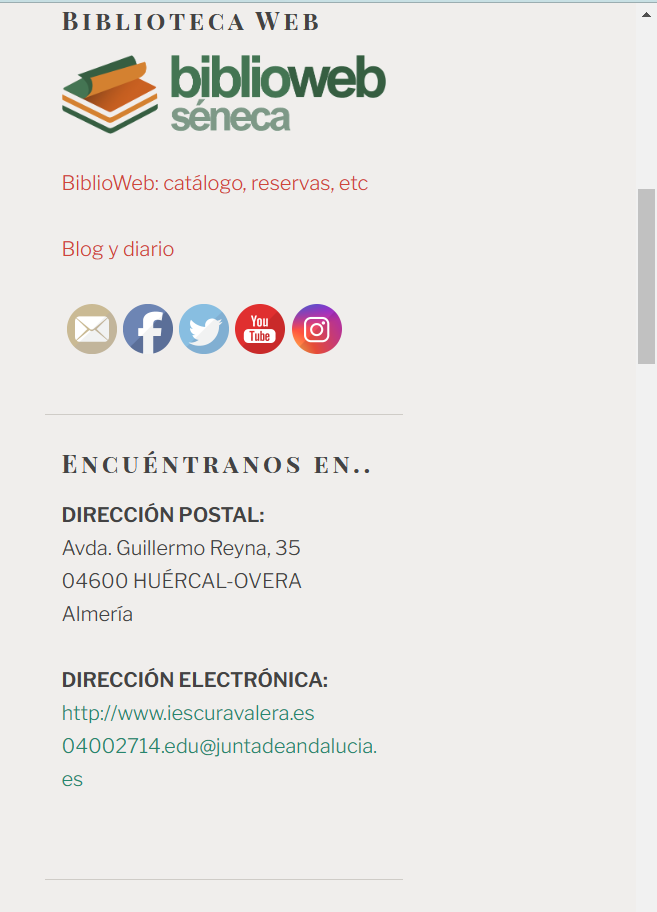 Biblioteca Web
biblioweb
séneca
BiblioWeb: catálogo, reservas, etc
Blog y diario
You
Tube
Encuéntranos en..
DIRECCIÓN POSTAL:
Avda. Guillermo Reyna, 35
04600 HUÉRCAL-OVERA
Almería
DIRECCIÓN ELECTRÓNICA:
http://www.iescuravalera.es
04002714.edu@juntadeandalucia.
es